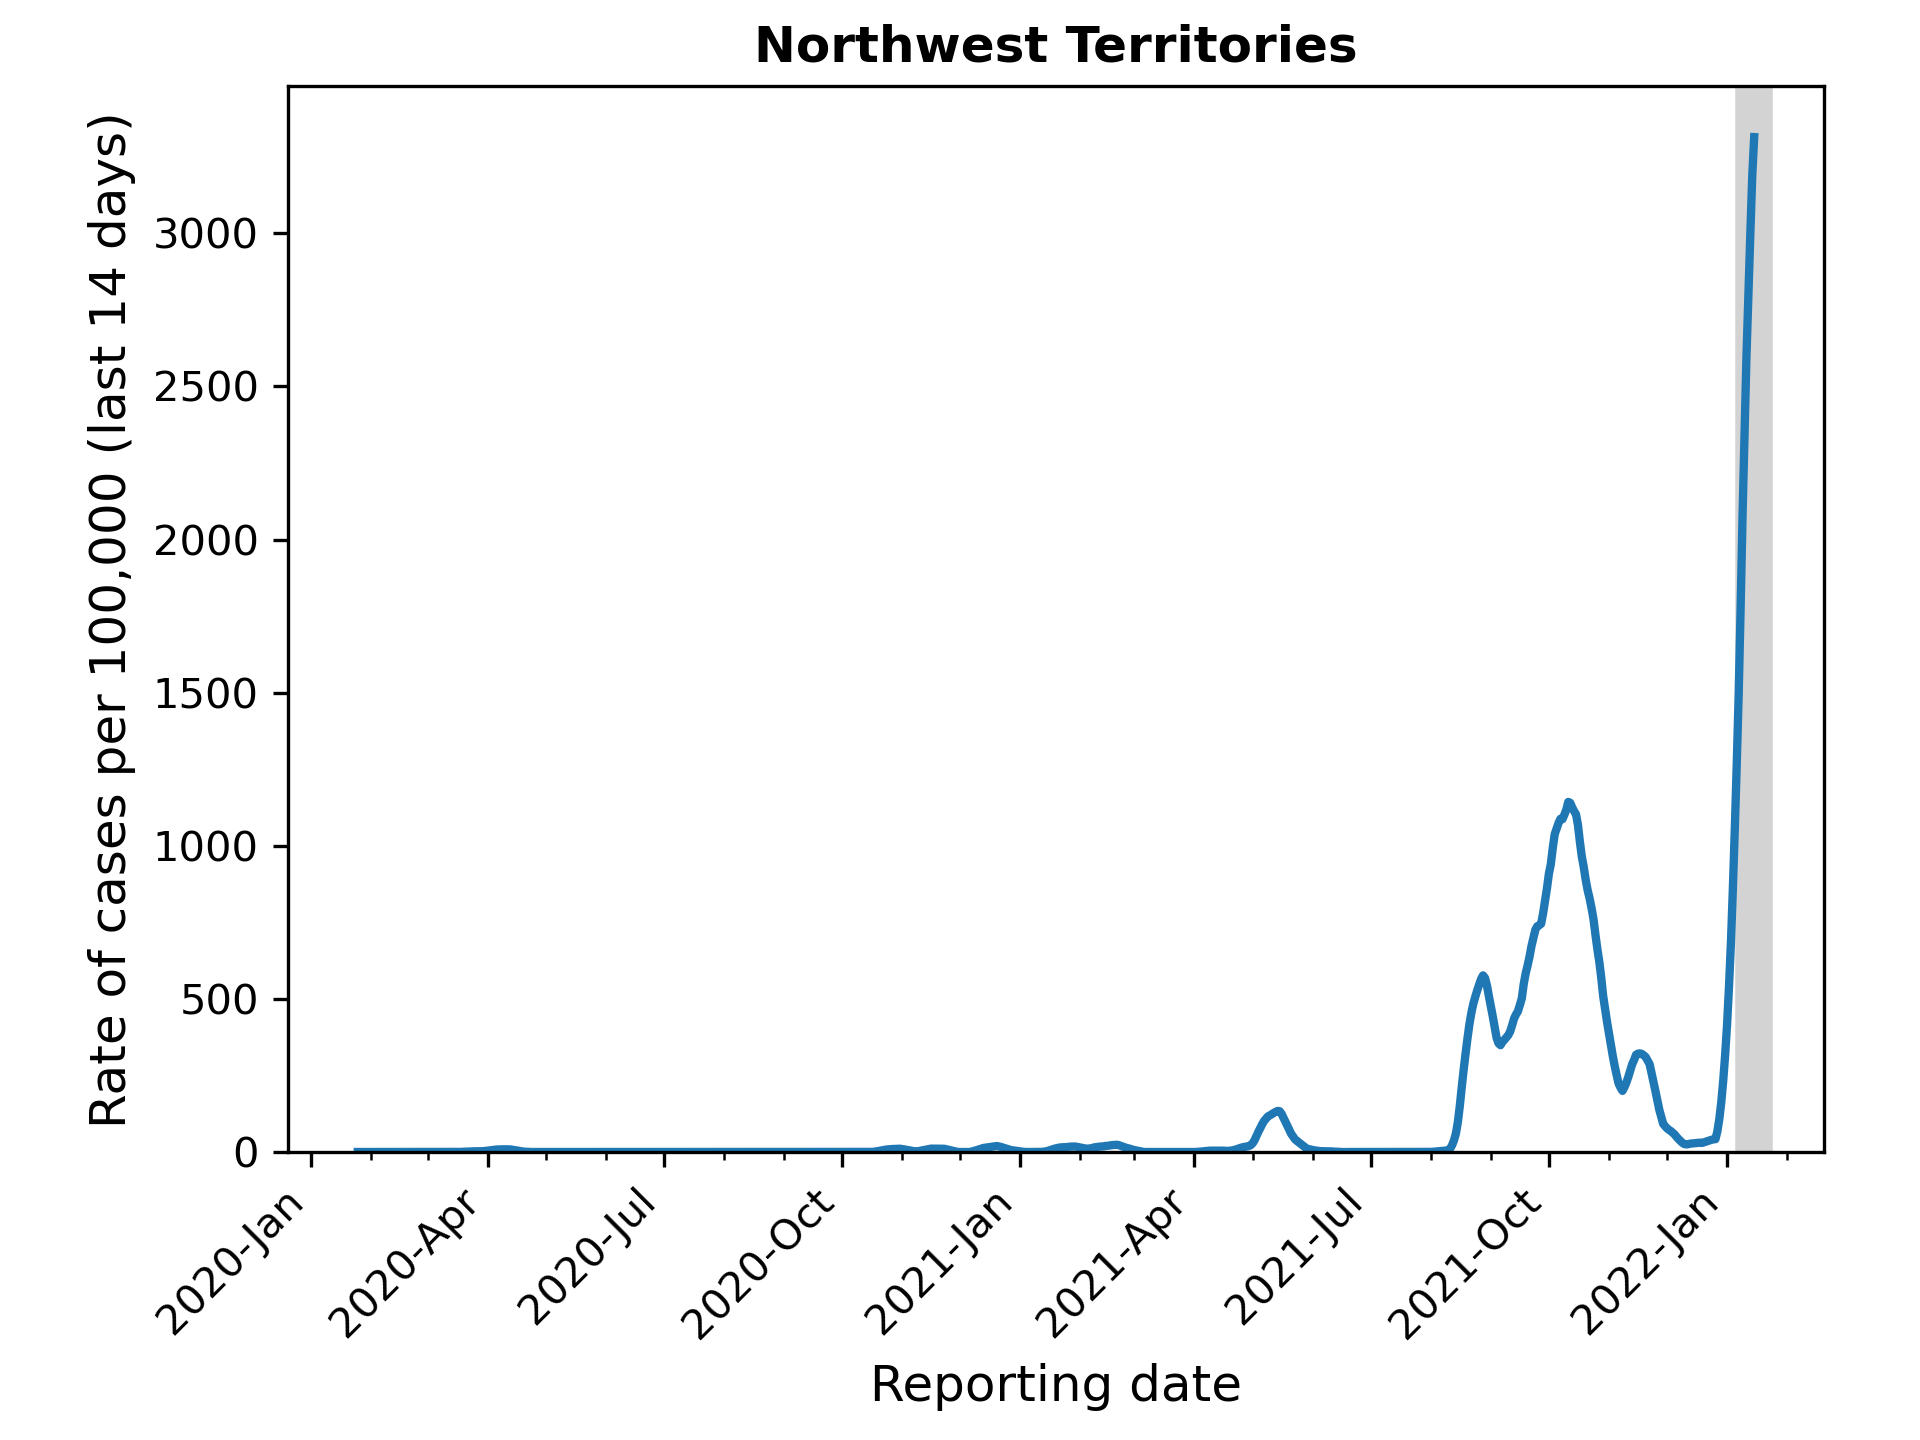 Northwest Territories
Rate of cases per 100,000 (last 14 days)
3000
2500
2000
1500
1000
500
0
2020-Jan
2020-Apr
2020-Jul
2020-Oct
2021-Jan
2021-Apr
2021-Jul
2021-Oct
2022-Jan
Reporting date